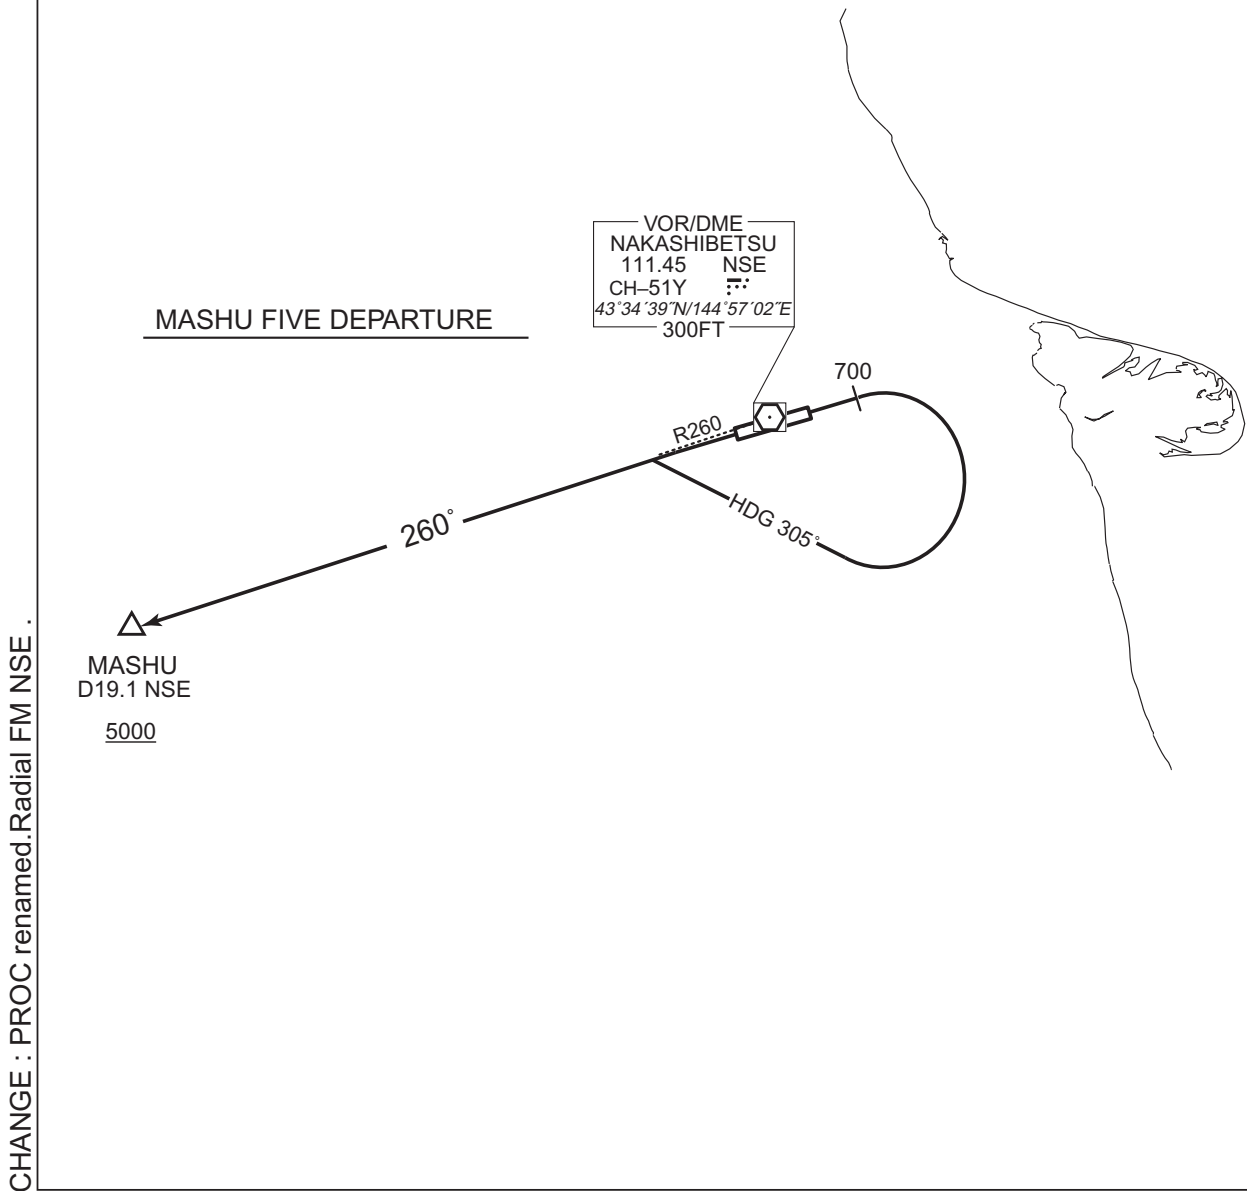 VOR/DME
NAKASHIBETSU
111.45 NSE
CH–51Y
43°34´39˝N/144°57´02˝E
300FT
MASHU FIVE DEPARTURE
700
R260
HDG 305°
260°
MASHU
D19.1 NSE
5000
CHANGE : PROC renamed.Radial FM NSE .